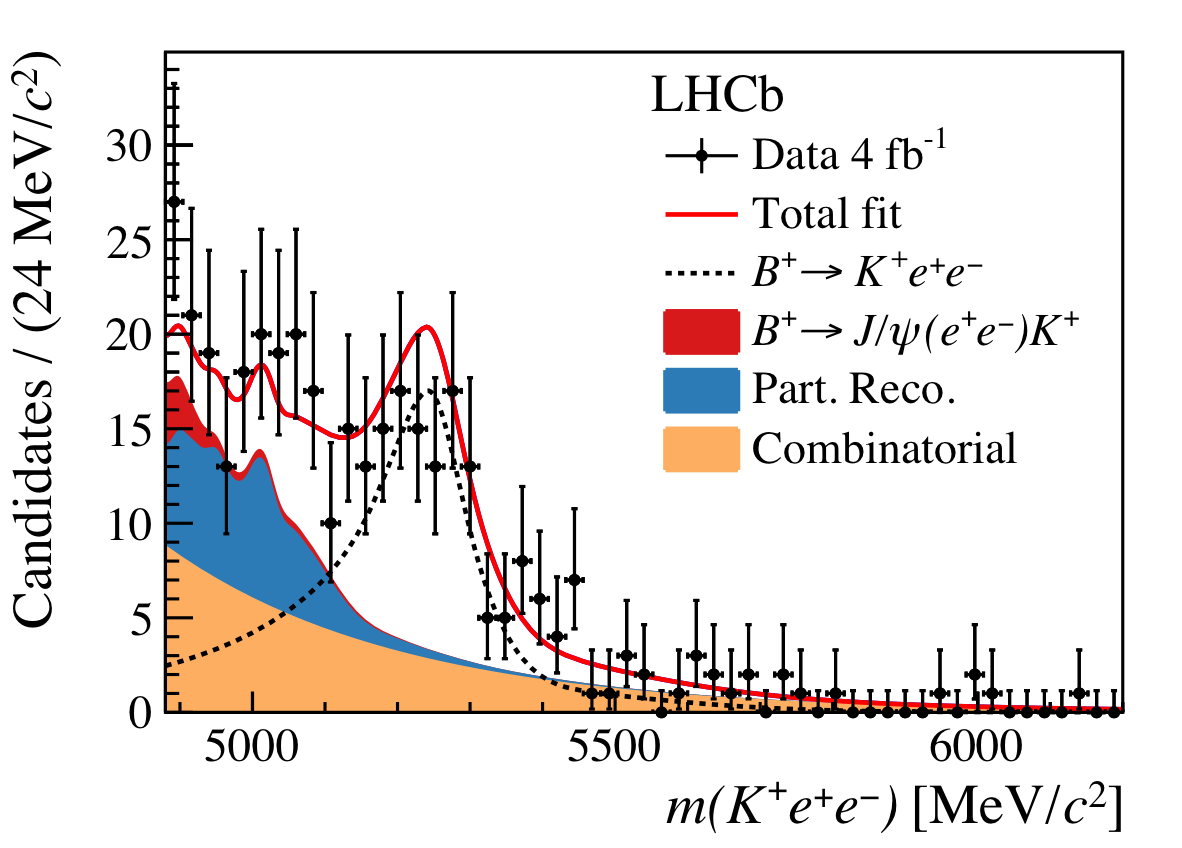 LHCb
Data 4 fb⁻¹
Total fit
B⁺→ K⁺e⁺e⁻
B⁺→ J/ψ(e⁺e⁻)K⁺
Part. Reco.
Combinatorial
Candidates / (24 MeV/c²)
30
25
20
15
10
5
0
5000 5500 6000
m(K⁺e⁺e⁻) [MeV/c²]